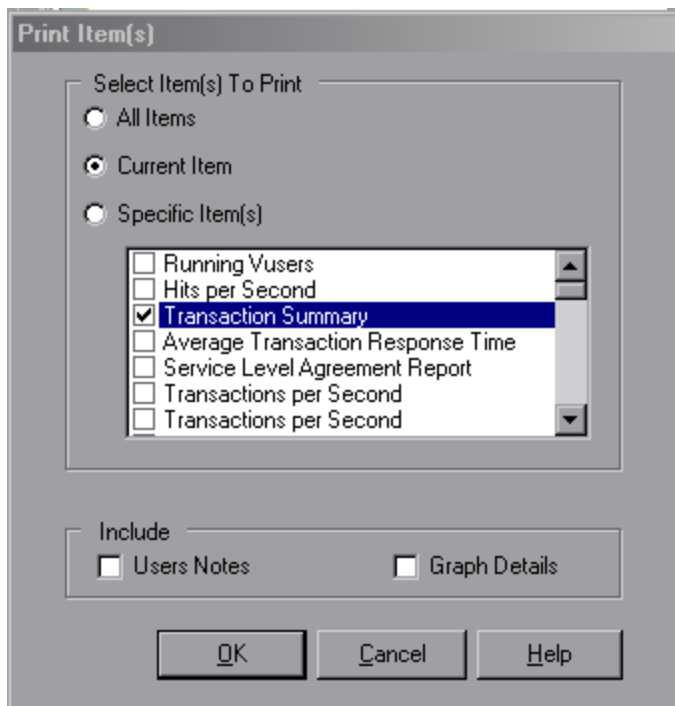 Print Item(s)
Select Item(s) To Print
All Items
Current Item
Specific Item(s)
Running Vusers
Hits per Second
Transaction Summary
Average Transaction Response Time
Service Level Agreement Report
Transactions per Second
Transactions per Second
Include
Users Notes Graph Details
OK Cancel Help